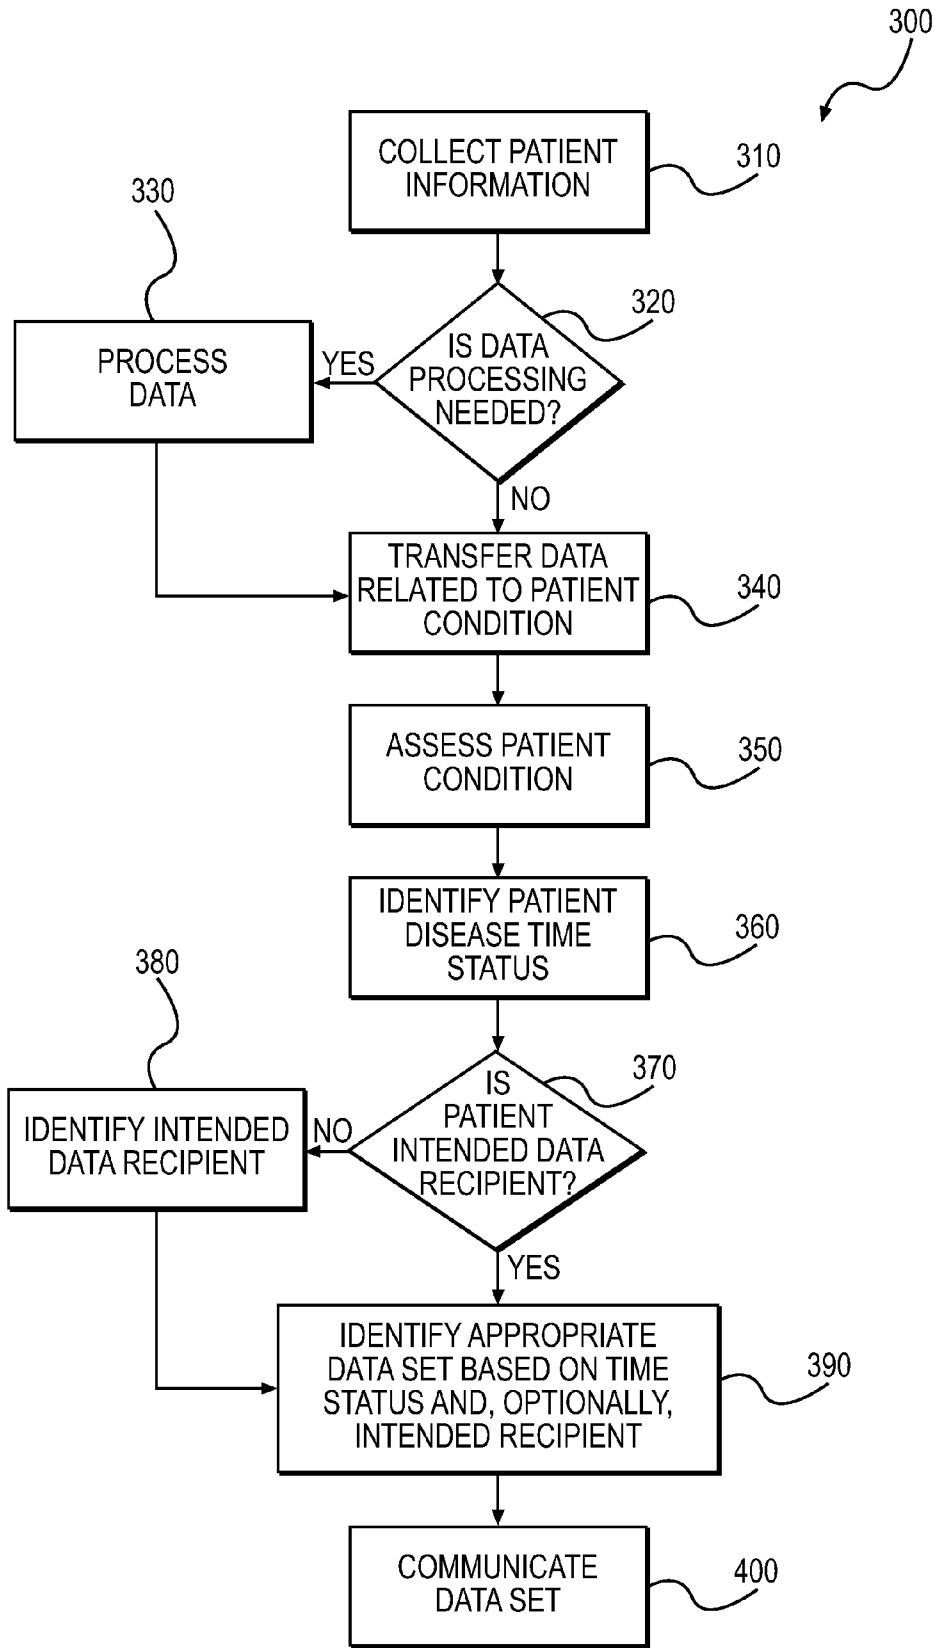 300
COLLECT PATIENT
INFORMATION
310
330
320
IS DATA
PROCESSING
NEEDED?
YES
PROCESS
DATA
NO
TRANSFER DATA
RELATED TO PATIENT
CONDITION
340
ASSESS PATIENT
CONDITION
350
IDENTIFY PATIENT
DISEASE TIME
STATUS
360
380
370
IS
PATIENT
INTENDED DATA
RECIPIENT?
NO
IDENTIFY INTENDED
DATA RECIPIENT
YES
IDENTIFY APPROPRIATE
DATA SET BASED ON TIME
STATUS AND, OPTIONALLY,
INTENDED RECIPIENT
390
COMMUNICATE
DATA SET
400